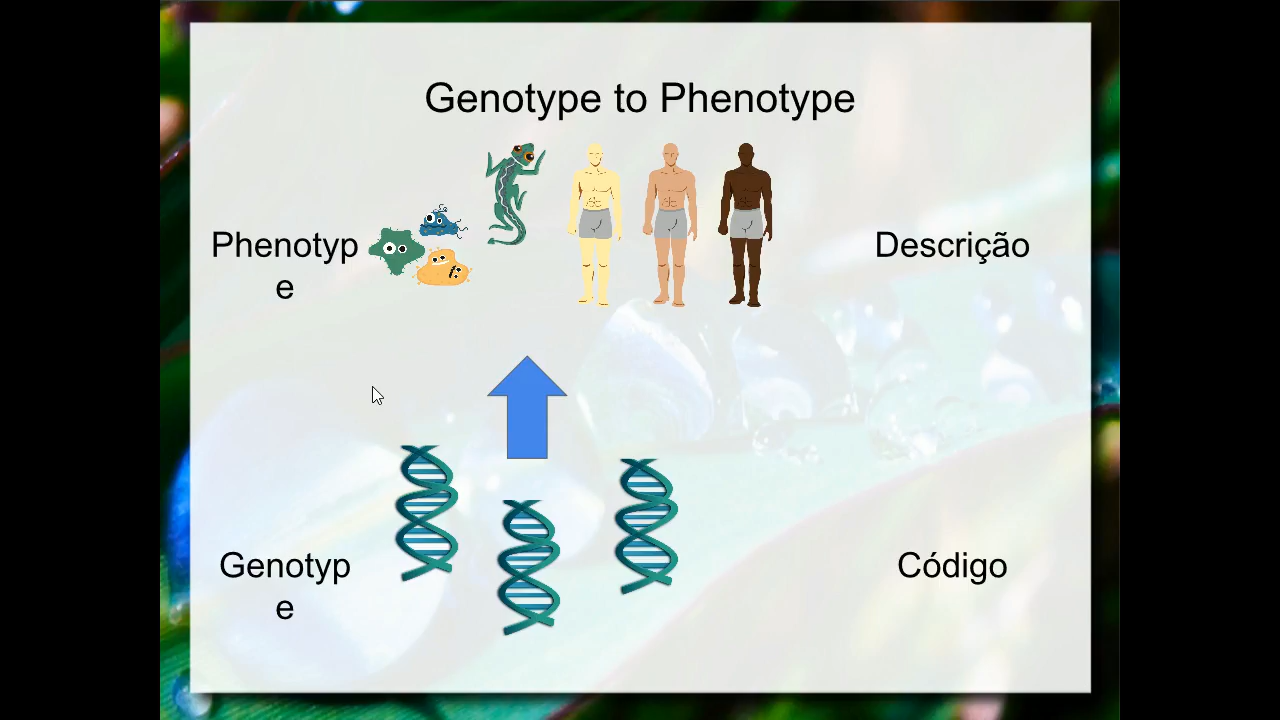 Genotype to Phenotype
Phenotyp
e
Descrição
Genotyp
e
Código